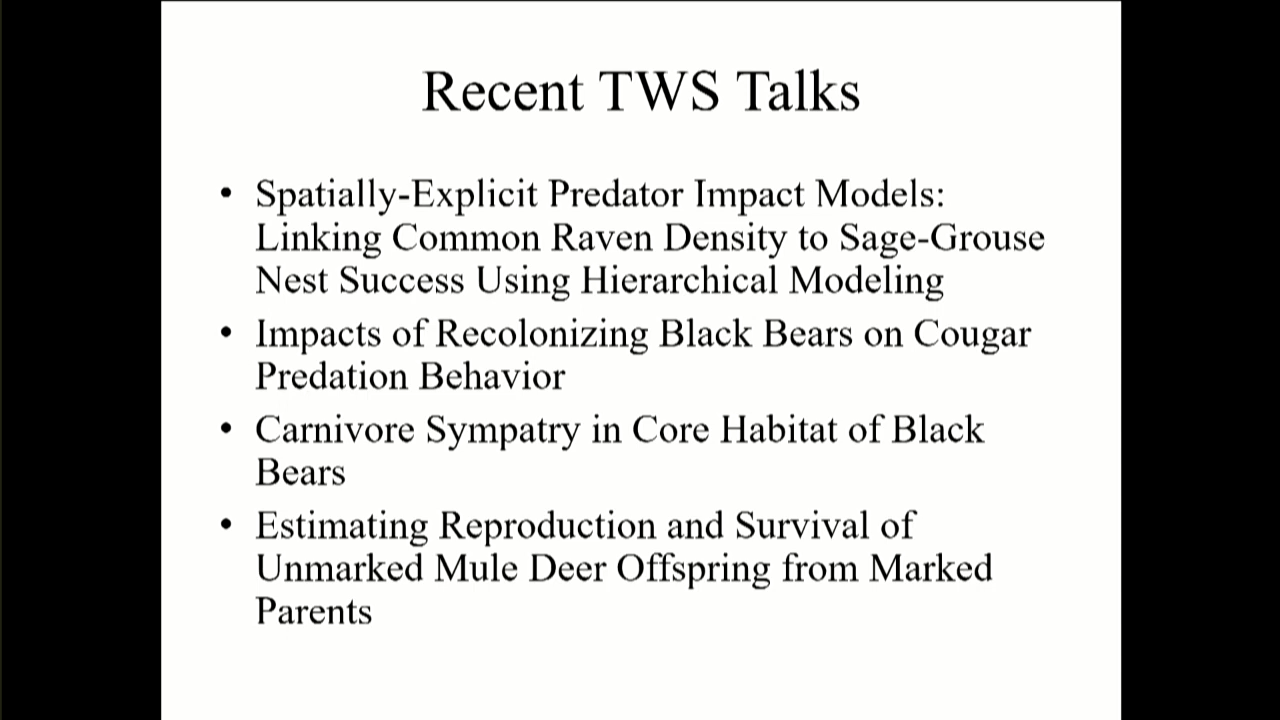 Recent TWS Talks
• Spatially-Explicit Predator Impact Models:
Linking Common Raven Density to Sage-Grouse
Nest Success Using Hierarchical Modeling
• Impacts of Recolonizing Black Bears on Cougar
Predation Behavior
• Carnivore Sympatry in Core Habitat of Black
Bears
• Estimating Reproduction and Survival of
Unmarked Mule Deer Offspring from Marked
Parents